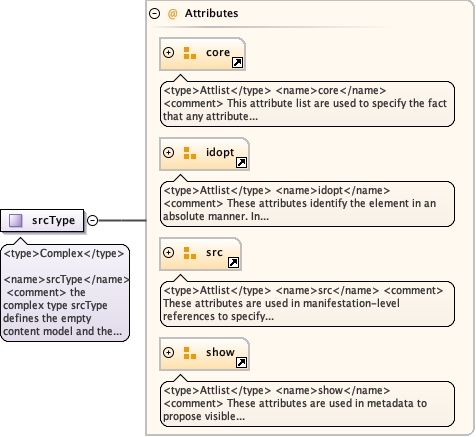 @ Attributes
core
<type>Attlist</type> <name>core</name>
<comment> This attribute list are used to specify the fact
that any attribute...
idopt
<type>Attlist</type> <name>idopt</name>
<comment> These attributes identify the element in an
absolute manner. In...
srcType
<type>Complex</type>
<name>srcType</name>
<comment> the
complex type srcType
defines the empty
content model and the...
src
<type>Attlist</type> <name>src</name> <comment>
These attributes are used in manifestation-level
references to specify...
show
<type>Attlist</type> <name>show</name>
<comment> These attributes are used in metadata to
propose visible...